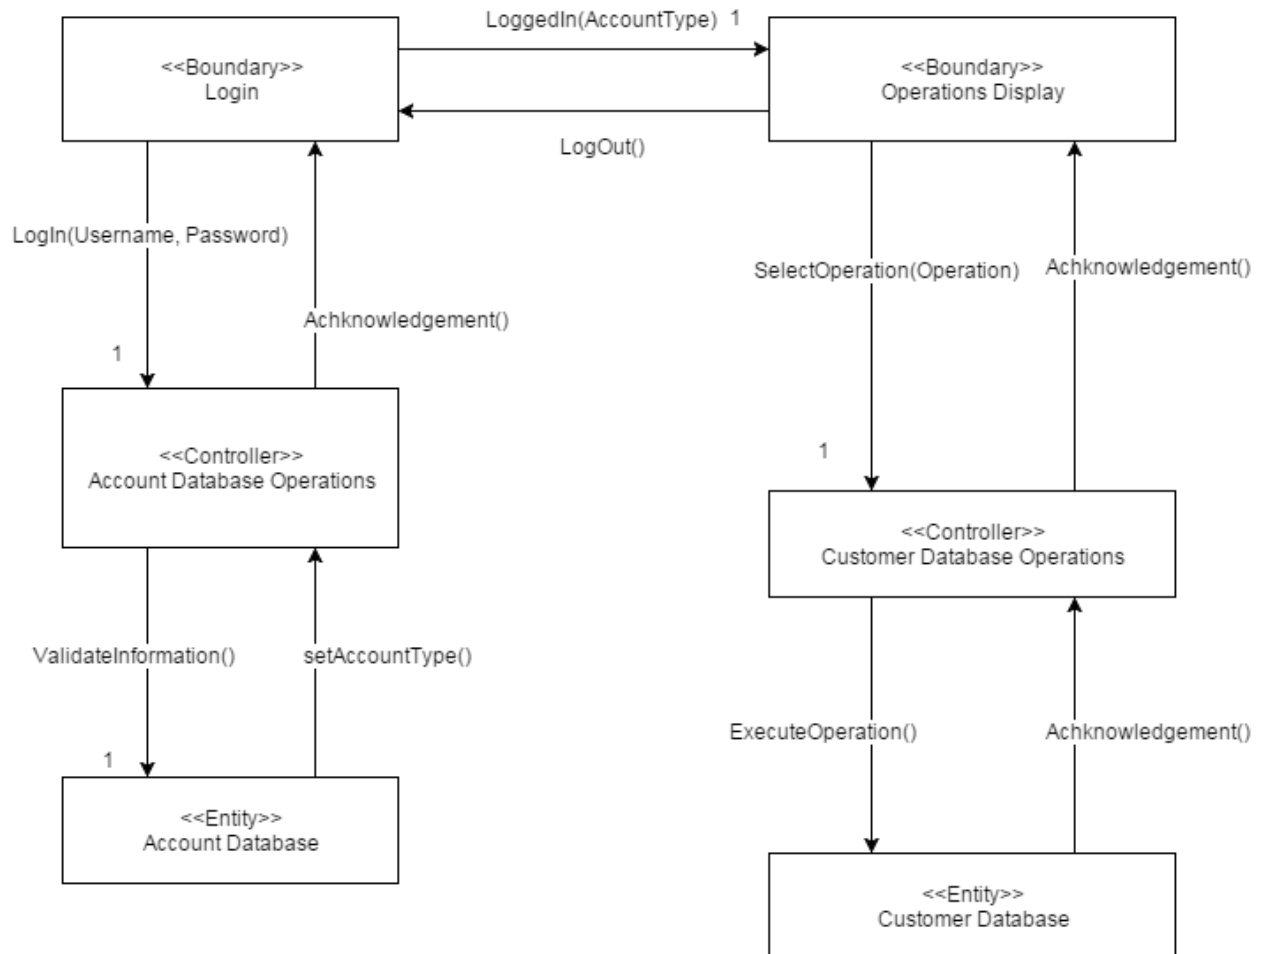 LoggedIn(AccountType) 1
<<Boundary>>
Login
<<Boundary>>
Operations Display
LogOut()
LogIn(Username, Password)
SelectOperation(Operation)
Achknowledgement()
Achknowledgement()
1
<<Controller>>
Account Database Operations
1
<<Controller>>
Customer Database Operations
ValidateInformation()
setAccountType()
ExecuteOperation()
Achknowledgement()
1
<<Entity>>
Account Database
<<Entity>>
Customer Database